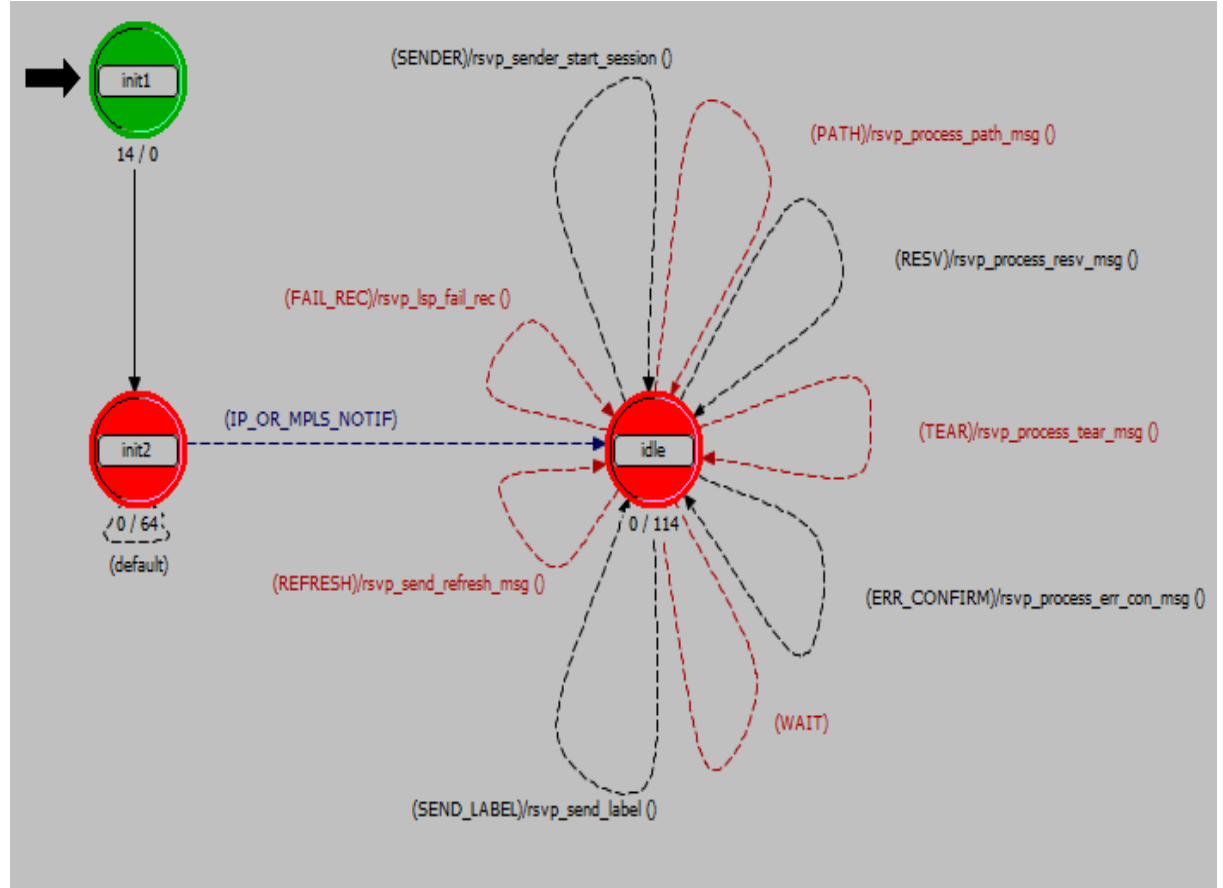 (SENDER)/rsvp_sender_start_session ()
init1
(PATH)/rsvp_process_path_msg ()
14 / 0
(RESV)/rsvp_process_resv_msg ()
(FAIL_REC)/rsvp_lsp_fail_rec ()
(IP_OR_MPLS_NOTIF)
(TEAR)/rsvp_process_tear_msg ()
init2
idle
0 / 64
0 / 114
(default)
(REFRESH)/rsvp_send_refresh_msg ()
(ERR_CONFIRM)/rsvp_process_err_con_msg ()
(WAIT)
(SEND_LABEL)/rsvp_send_label ()